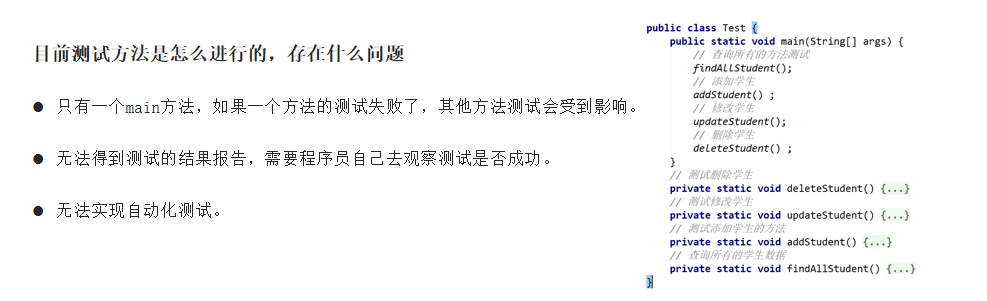 目前测试方法是怎么进行的，存在什么问题
● 只有一个main方法，如果一个方法的测试失败了，其他方法测试会受到影响。
● 无法得到测试的结果报告，需要程序员自己去观察测试是否成功。
● 无法实现自动化测试。
public class Test {
public static void main(String[] args) {
// 查询所有的方法测试
findAllStudent();
// 添加学生
addStudent() ;
// 修改学生
updateStudent();
// 删除学生
deleteStudent() ;
}
// 测试删除学生
private static void deleteStudent() {...}
// 测试修改学生
private static void updateStudent() {...}
// 测试添加学生的方法
private static void addStudent() {...}
// 查询所有的学生数据
private static void findAllStudent() {...}
}